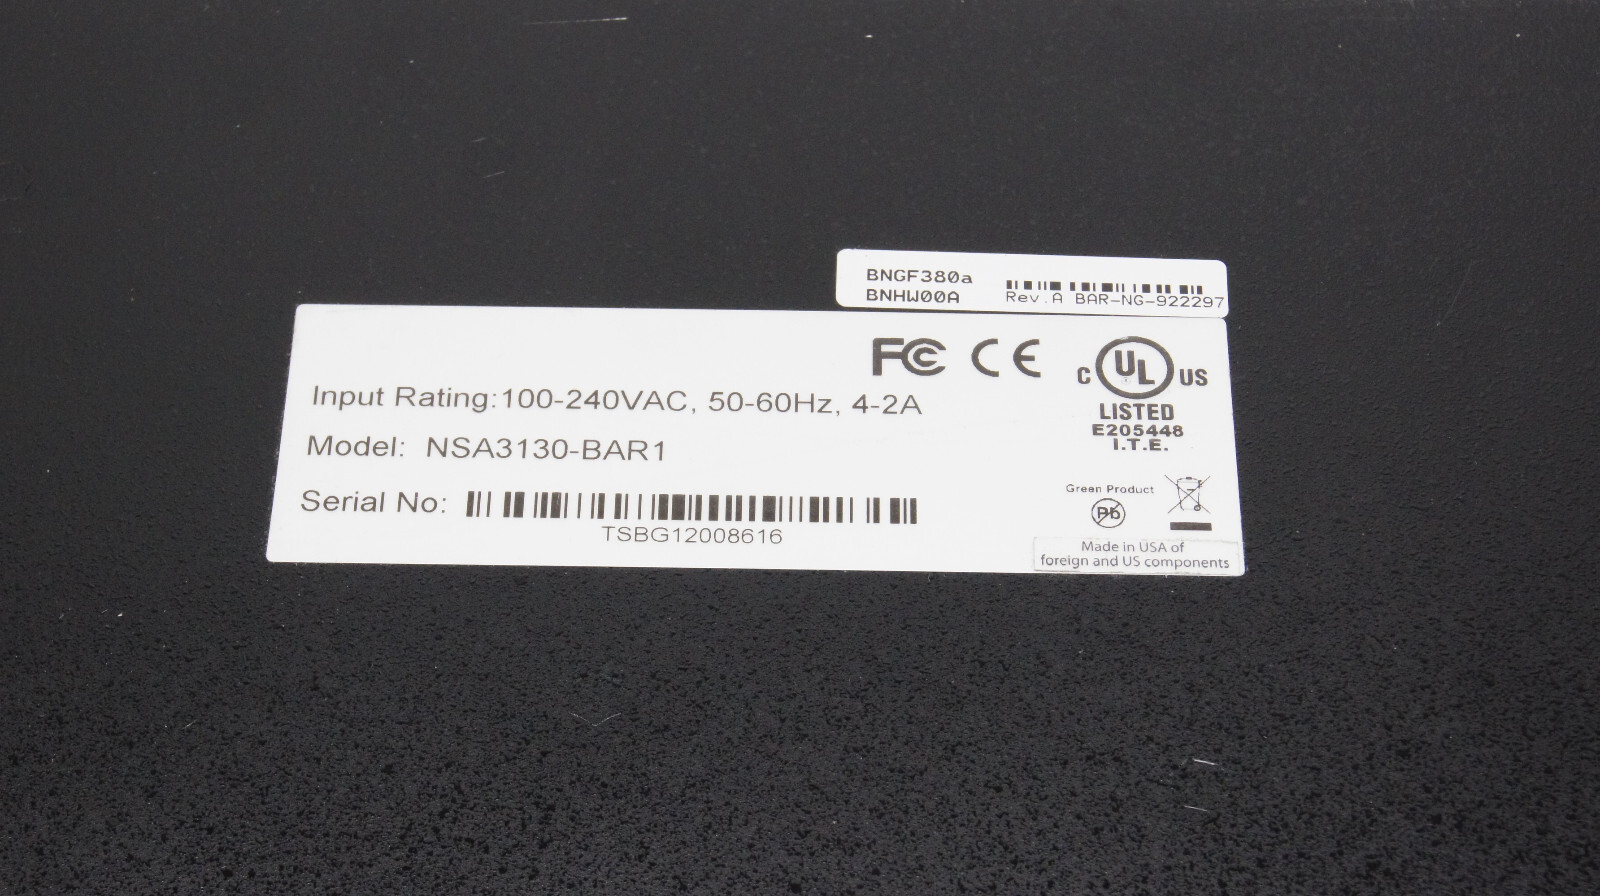 BNGF380a
BNHW00A
Rev.A BAR-NG-922297
FC CE
C UL US
LISTED
E205448
I.T.E.
Input Rating:100-240VAC, 50-60Hz, 4-2A
Model: NSA3130-BAR1
Serial No:
TSBG12008616
Green Product
Pb
Made in USA of
foreign and US components